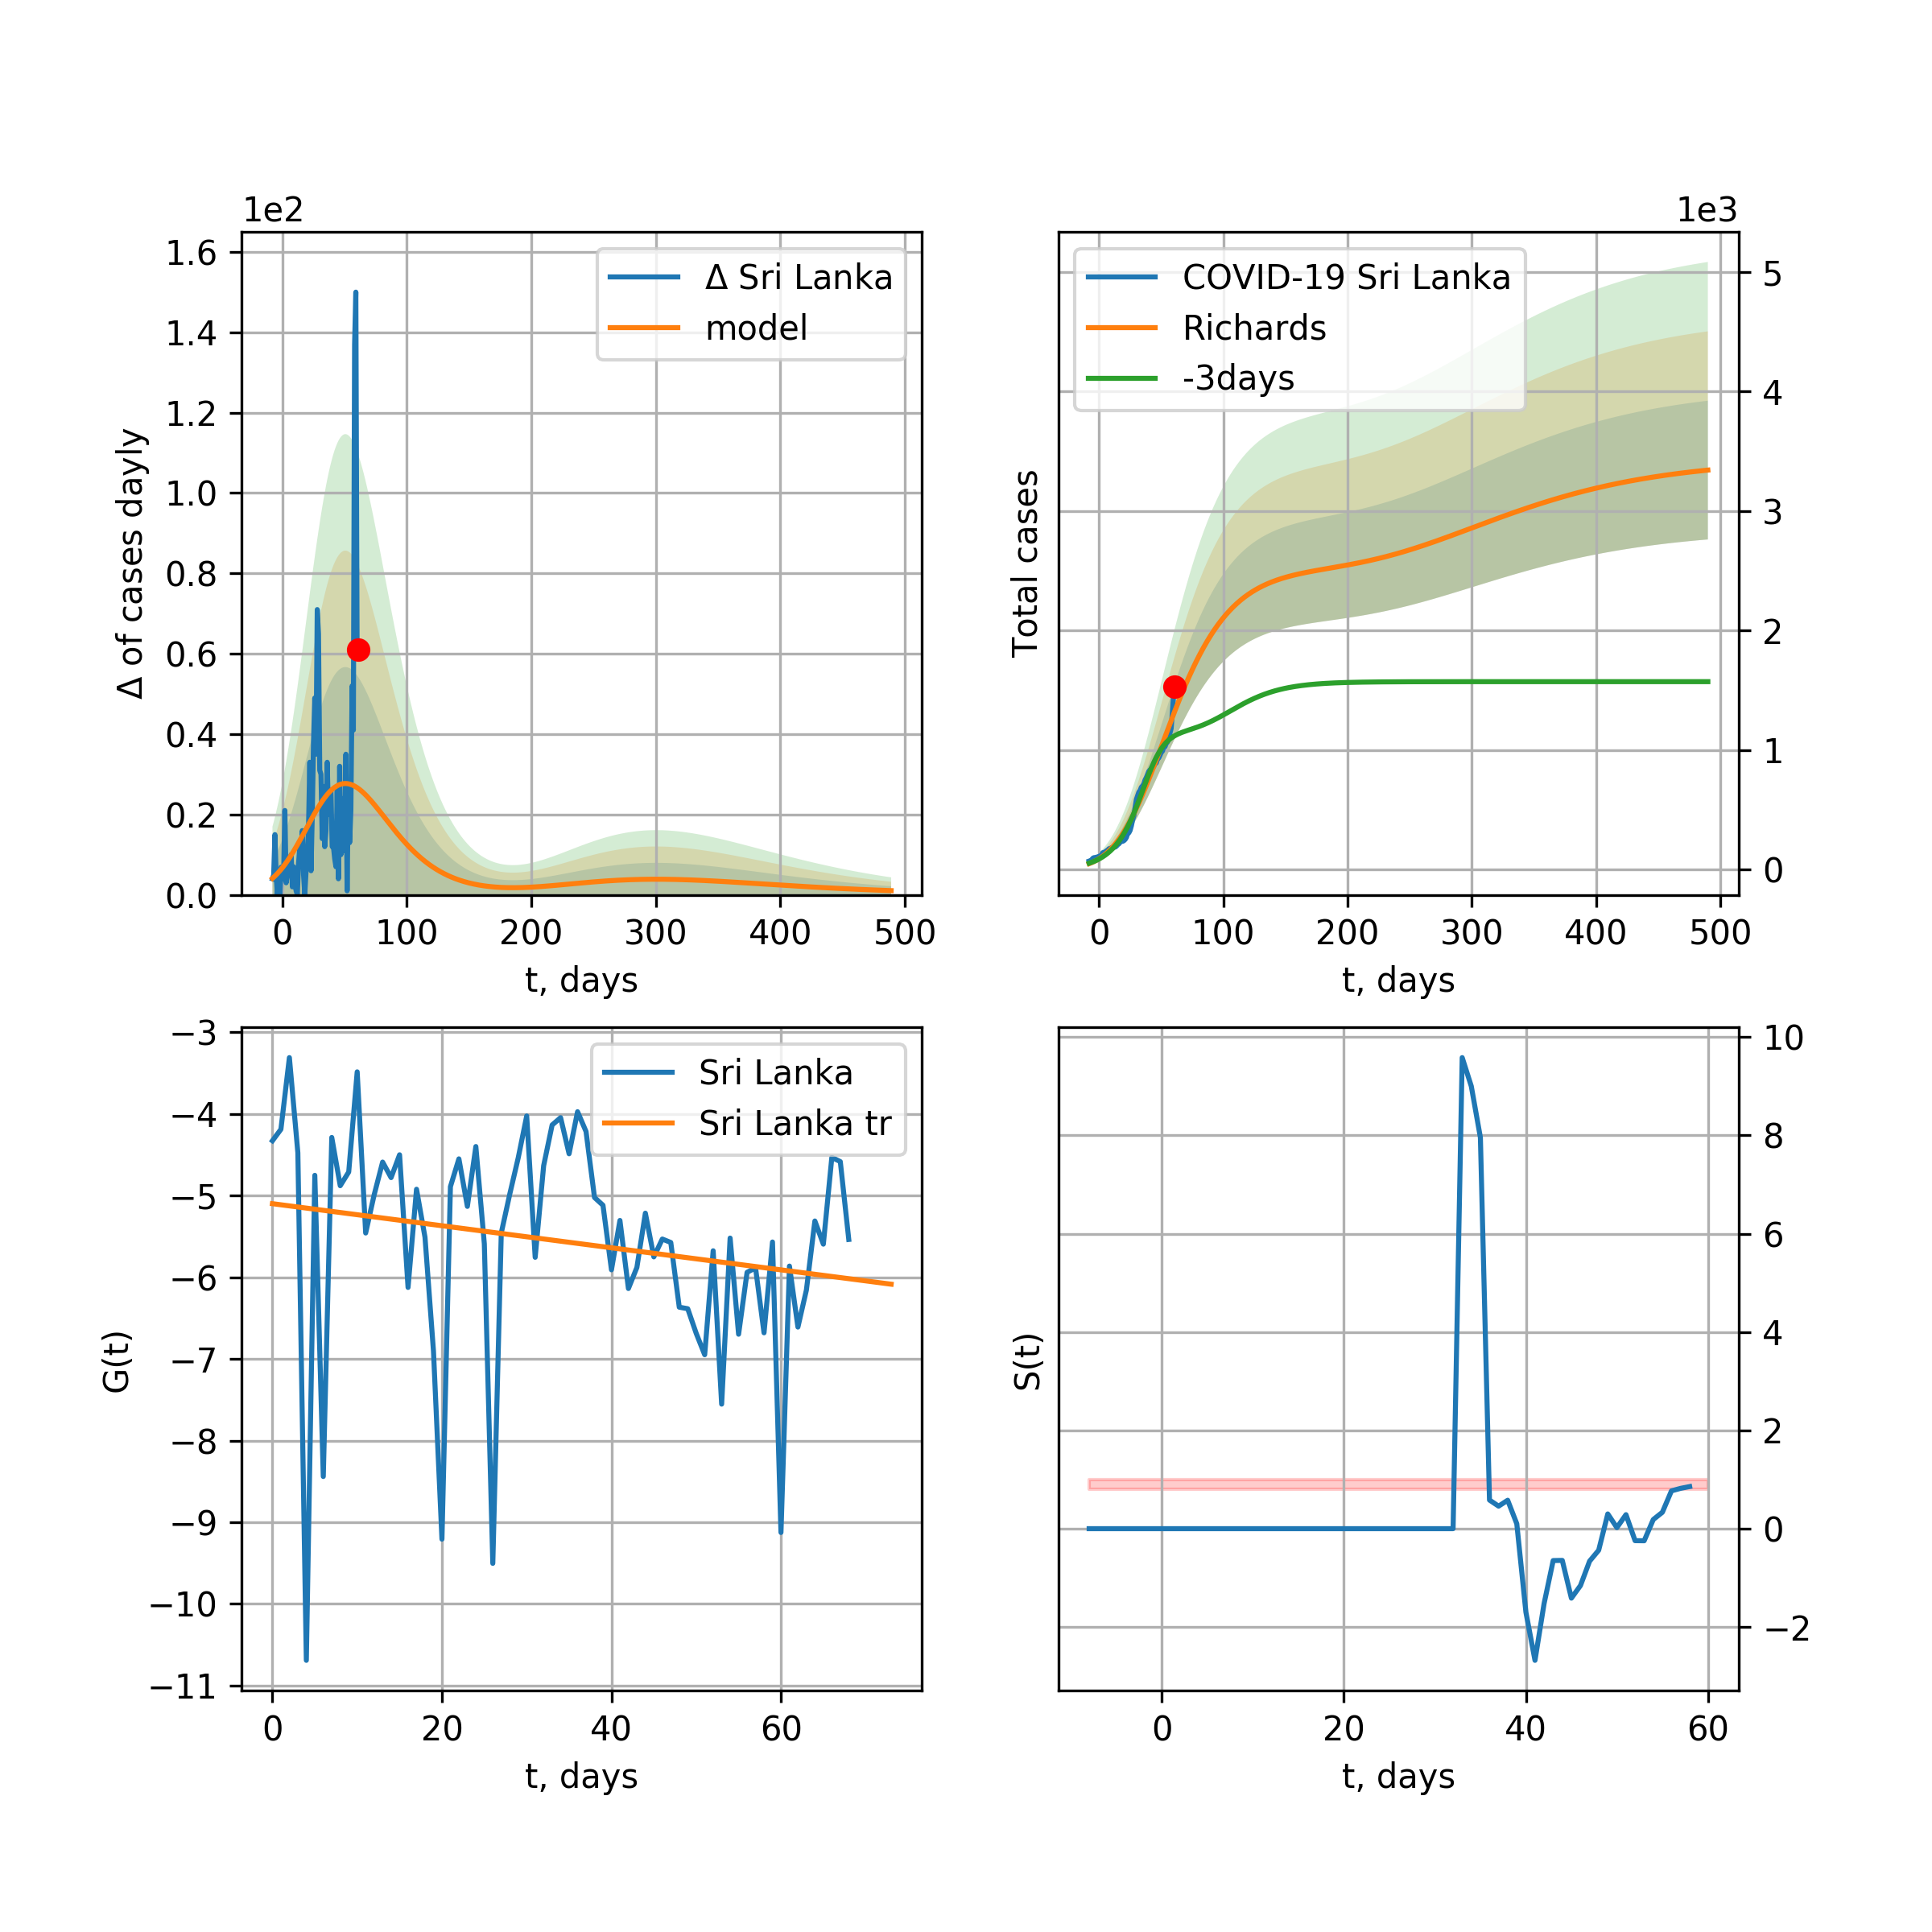 1e2
1.6
1.4
1.2
1.0
0.8
0.6
0.4
0.2
0.0
Δ of cases dayly
Δ Sri Lanka
model
0 100 200 300 400 500
t, days
1e3
COVID-19 Sri Lanka
Richards
-3days
Total cases
5
4
3
2
1
0
0 100 200 300 400 500
t, days
−3
−4
−5
−6
−7
−8
−9
−10
−11
G(t)
Sri Lanka
Sri Lanka tr
0 20 40 60
t, days
S(t)
10
8
6
4
2
0
−2
0 20 40 60
t, days